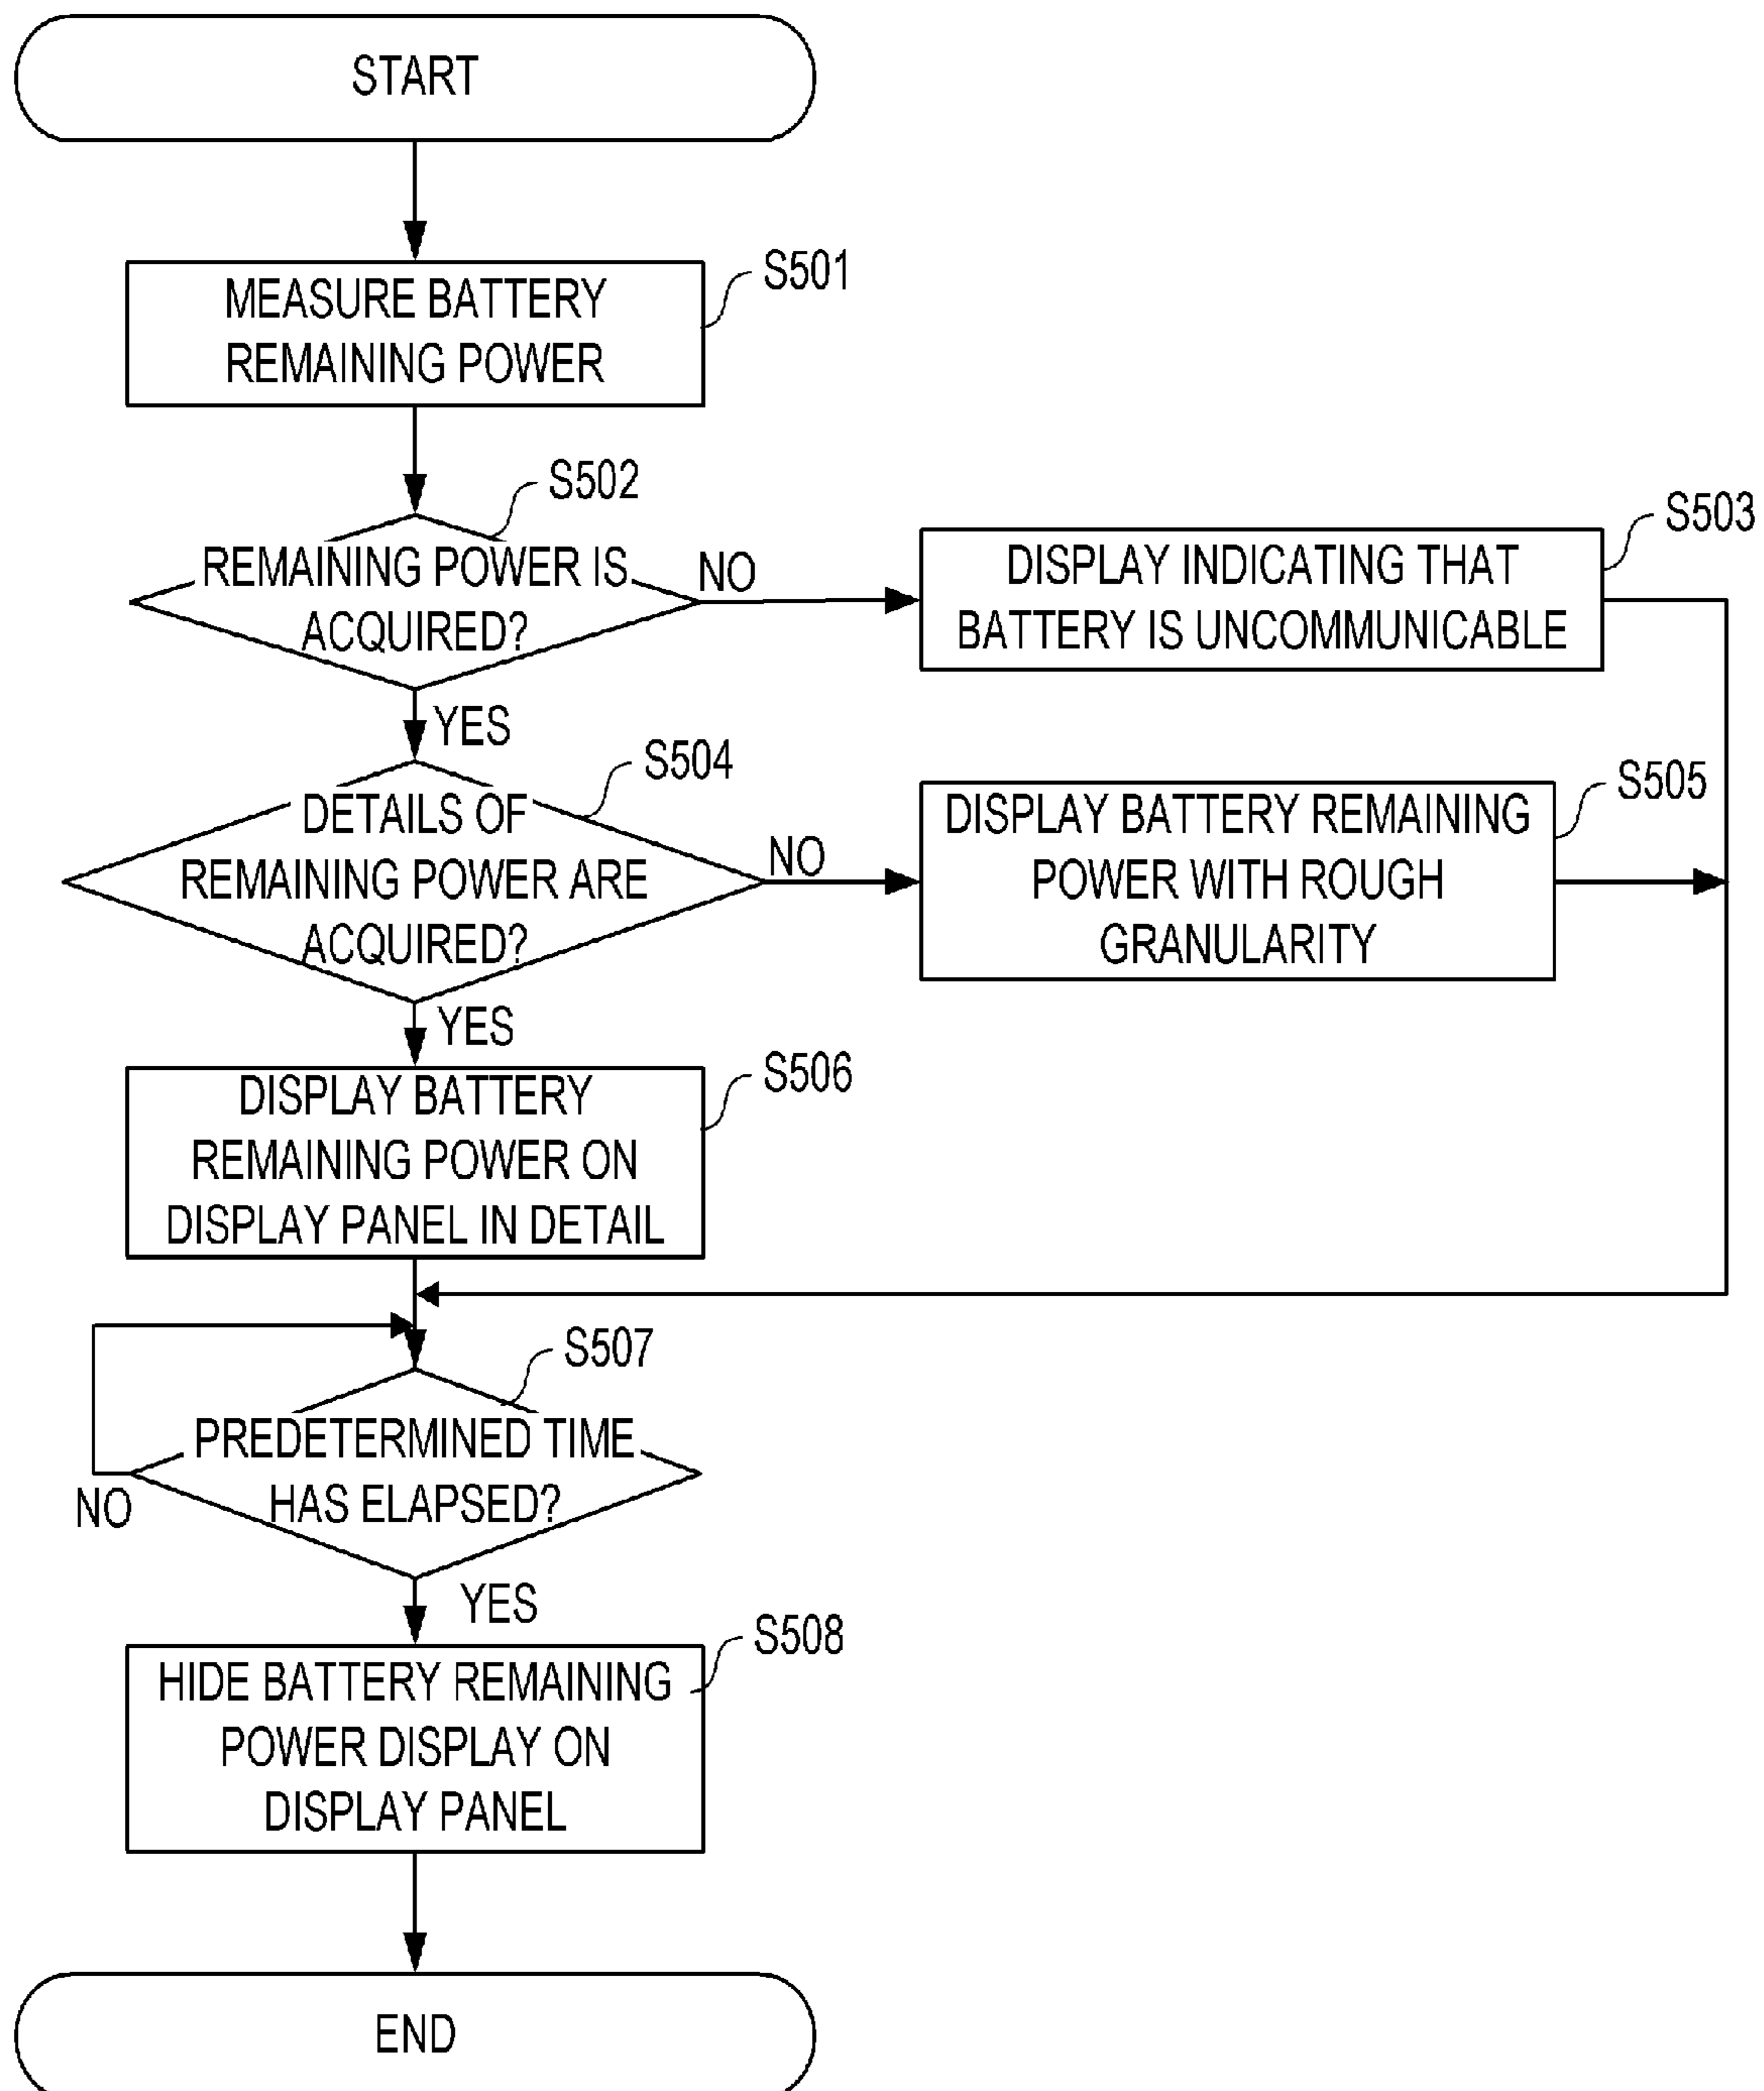 START
S501
MEASURE BATTERY
REMAINING POWER
S502
REMAINING POWER IS
ACQUIRED?
NO
S503
DISPLAY INDICATING THAT
BATTERY IS UNCOMMUNICABLE
YES
S504
DETAILS OF
REMAINING POWER ARE
ACQUIRED?
NO
S505
DISPLAY BATTERY REMAINING
POWER WITH ROUGH
GRANULARITY
YES
S506
DISPLAY BATTERY
REMAINING POWER ON
DISPLAY PANEL IN DETAIL
S507
PREDETERMINED TIME
HAS ELAPSED?
NO
YES
S508
HIDE BATTERY REMAINING
POWER DISPLAY ON
DISPLAY PANEL
END